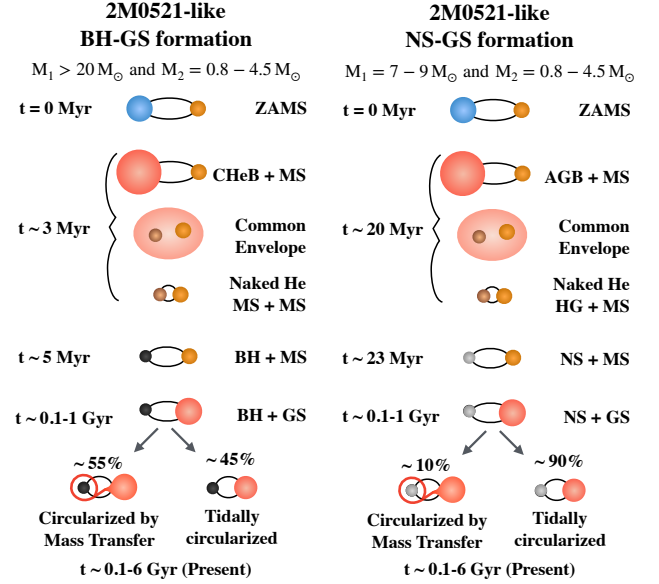 2M0521-like
BH-GS formation
M₁ > 20 M⊙ and M₂ = 0.8 – 4.5 M⊙
t = 0 Myr
ZAMS
CHeB + MS
t ~ 3 Myr
Common
Envelope
Naked He
MS + MS
t ~ 5 Myr
BH + MS
t ~ 0.1-1 Gyr
BH + GS
~ 55%
~ 45%
Circularized by
Mass Transfer
Tidally
circularized
t ~ 0.1-6 Gyr (Present)
2M0521-like
NS-GS formation
M₁ = 7 – 9 M⊙ and M₂ = 0.8 – 4.5 M⊙
t = 0 Myr
ZAMS
AGB + MS
t ~ 20 Myr
Common
Envelope
Naked He
HG + MS
t ~ 23 Myr
NS + MS
t ~ 0.1-1 Gyr
NS + GS
~ 10%
~ 90%
Circularized by
Mass Transfer
Tidally
circularized
t ~ 0.1-6 Gyr (Present)